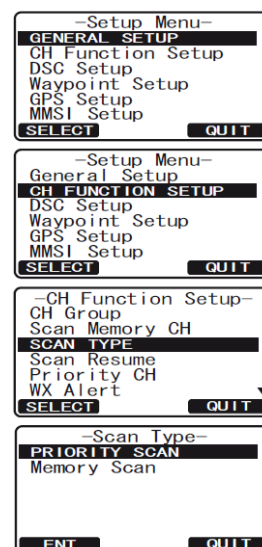 -Setup Menu-
GENERAL SETUP
CH Function Setup
DSC Setup
Waypoint Setup
GPS Setup
MMSI Setup
SELECT QUIT
-Setup Menu-
General Setup
CH FUNCTION SETUP
DSC Setup
Waypoint Setup
GPS Setup
MMSI Setup
SELECT QUIT
-CH Function Setup-
CH Group
Scan Memory CH
SCAN TYPE
Scan Resume
Priority CH
WX Alert
SELECT QUIT
-Scan Type-
PRIORITY SCAN
Memory Scan
ENT QUIT